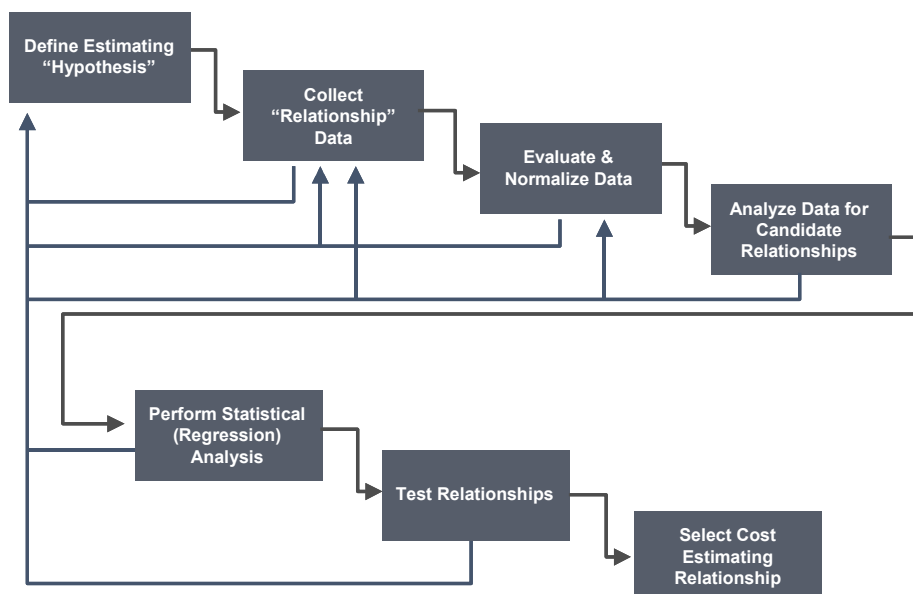 Define Estimating
“Hypothesis”
Collect
“Relationship”
Data
Evaluate &
Normalize Data
Analyze Data for
Candidate
Relationships
Perform Statistical
(Regression)
Analysis
Test Relationships
Select Cost
Estimating
Relationship